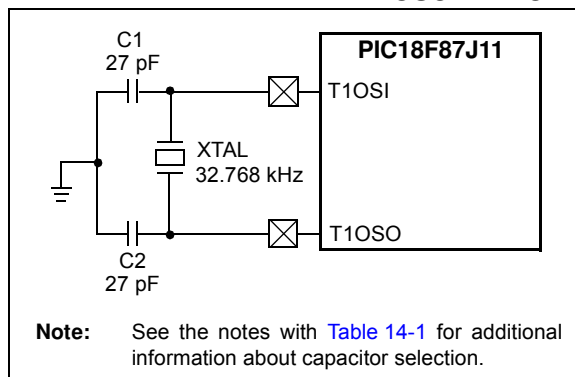 C1
27 pF
PIC18F87J11
T1OSI
XTAL
32.768 kHz
T1OSO
C2
27 pF
Note: See the notes with Table 14-1 for additional
information about capacitor selection.